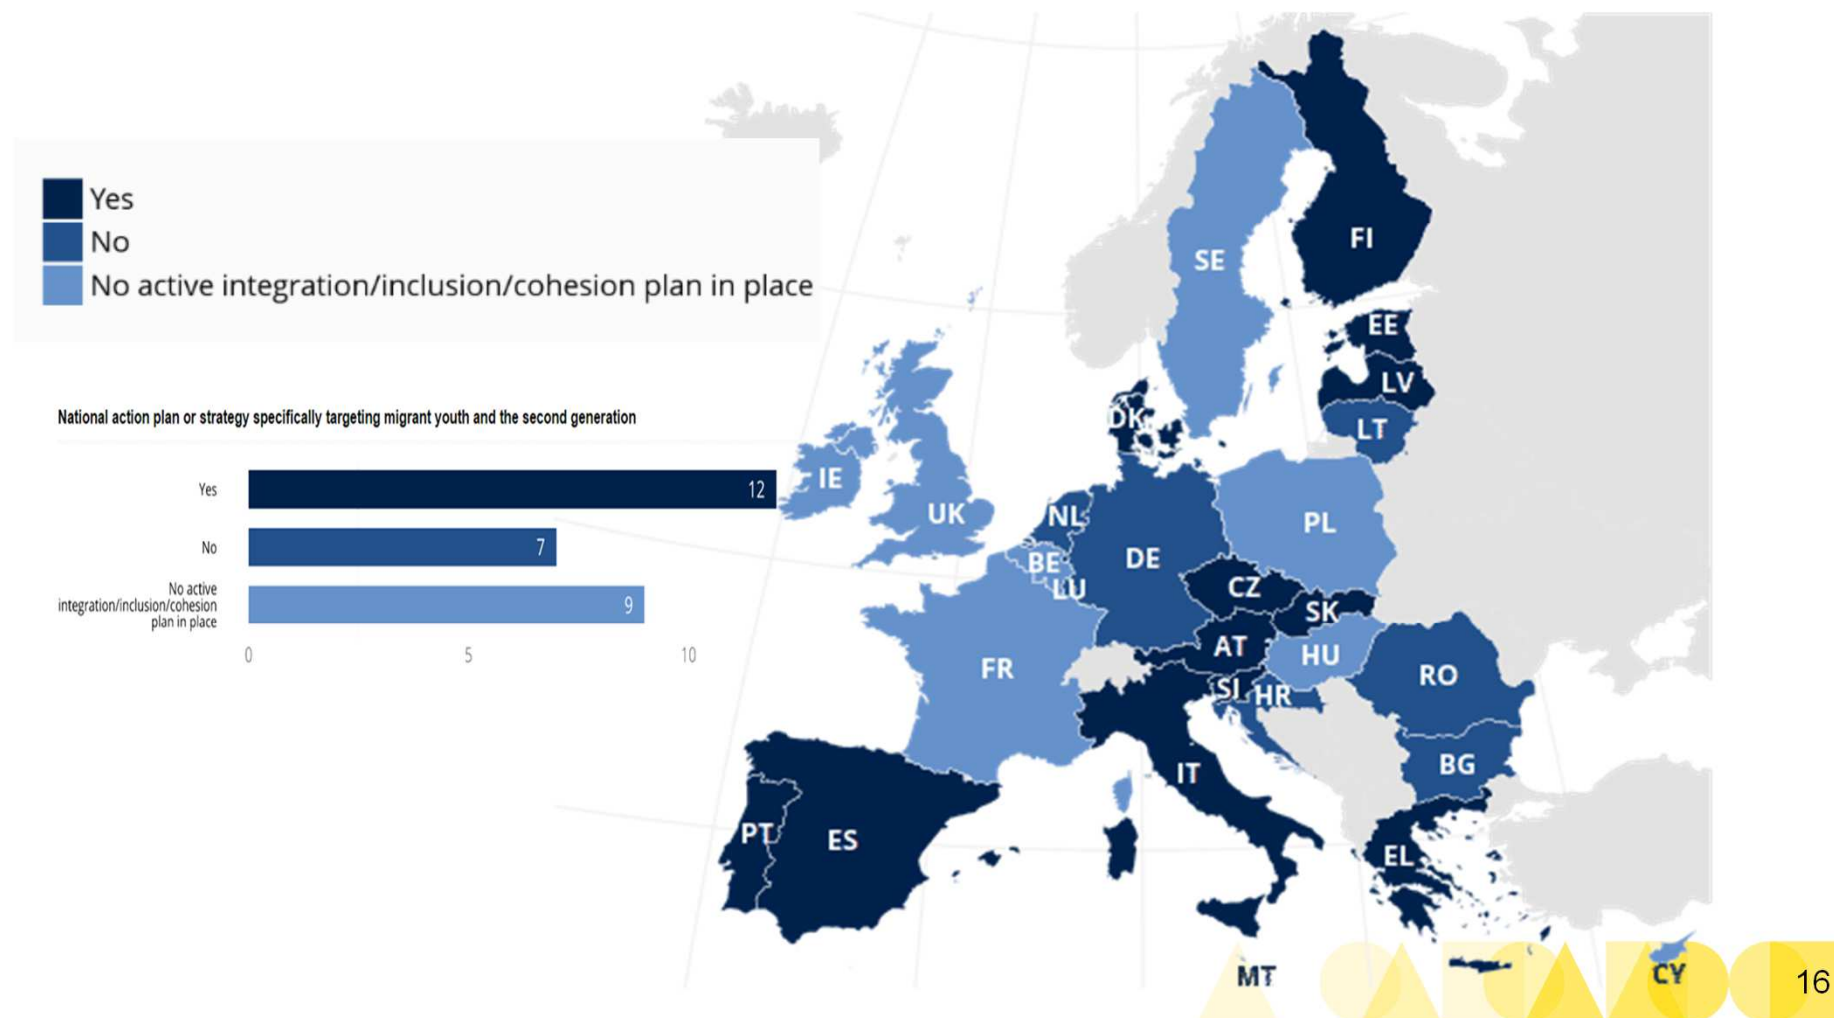 Yes
No
No active integration/inclusion/cohesion plan in place
National action plan or strategy specifically targeting migrant youth and the second generation
Yes
12
No
7
No active
integration/inclusion/cohesion
plan in place
9
0 5 10
FI
SE
EE
LV
LT
DK
IE
UK
NL
BE
LU
DE
PL
CZ
SK
AT
HU
FR
SI
HR
RO
IT
BG
PT
ES
EL
MT
CY
16